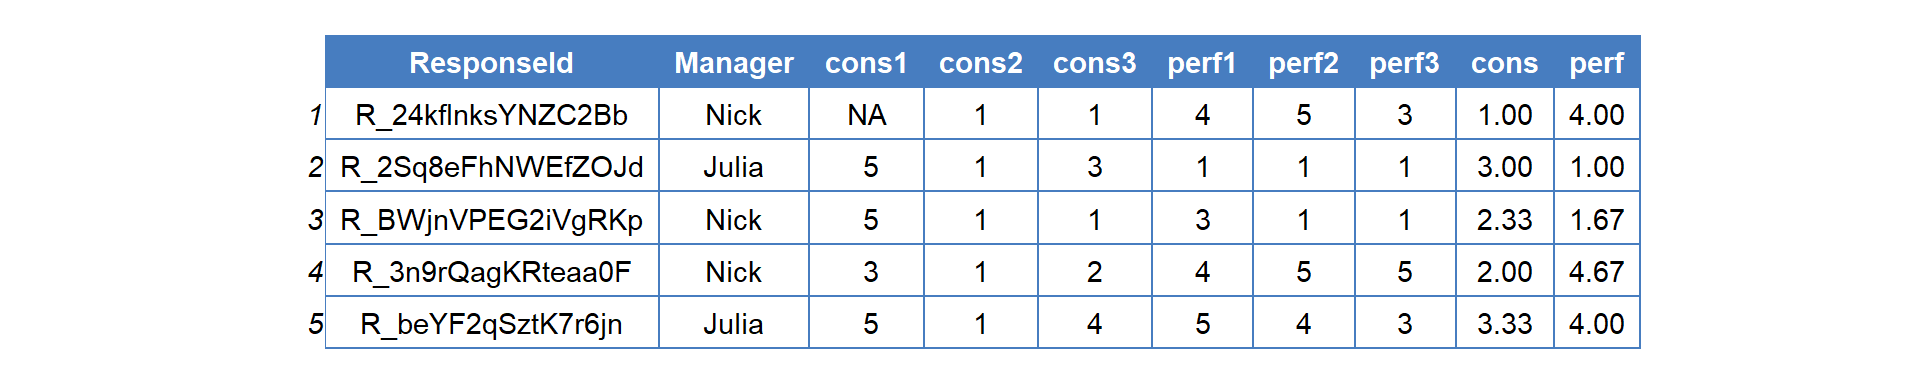 ResponseId Manager cons1 cons2 cons3 perf1 perf2 perf3 cons perf
1 R_24kflnksYNZC2Bb Nick NA 1 1 4 5 3 1.00 4.00
2 R_2Sq8eFhNWEfZOJd Julia 5 1 3 1 1 1 3.00 1.00
3 R_BWjnVPEG2iVgRKp Nick 5 1 1 3 1 1 2.33 1.67
4 R_3n9rQagKRteaa0F Nick 3 1 2 4 5 5 2.00 4.67
5 R_beYF2qSztK7r6jn Julia 5 1 4 5 4 3 3.33 4.00